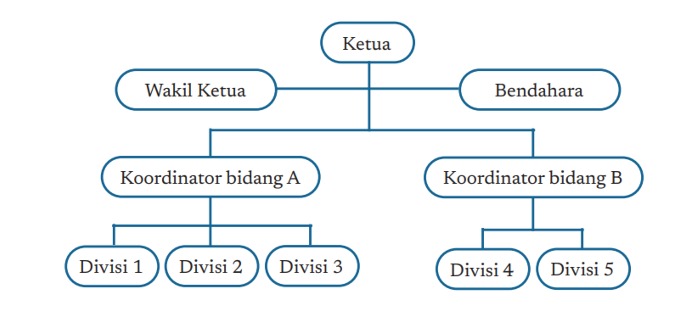 Ketua
Wakil Ketua
Bendahara
Koordinator bidang A
Koordinator bidang B
Divisi 1
Divisi 2
Divisi 3
Divisi 4
Divisi 5